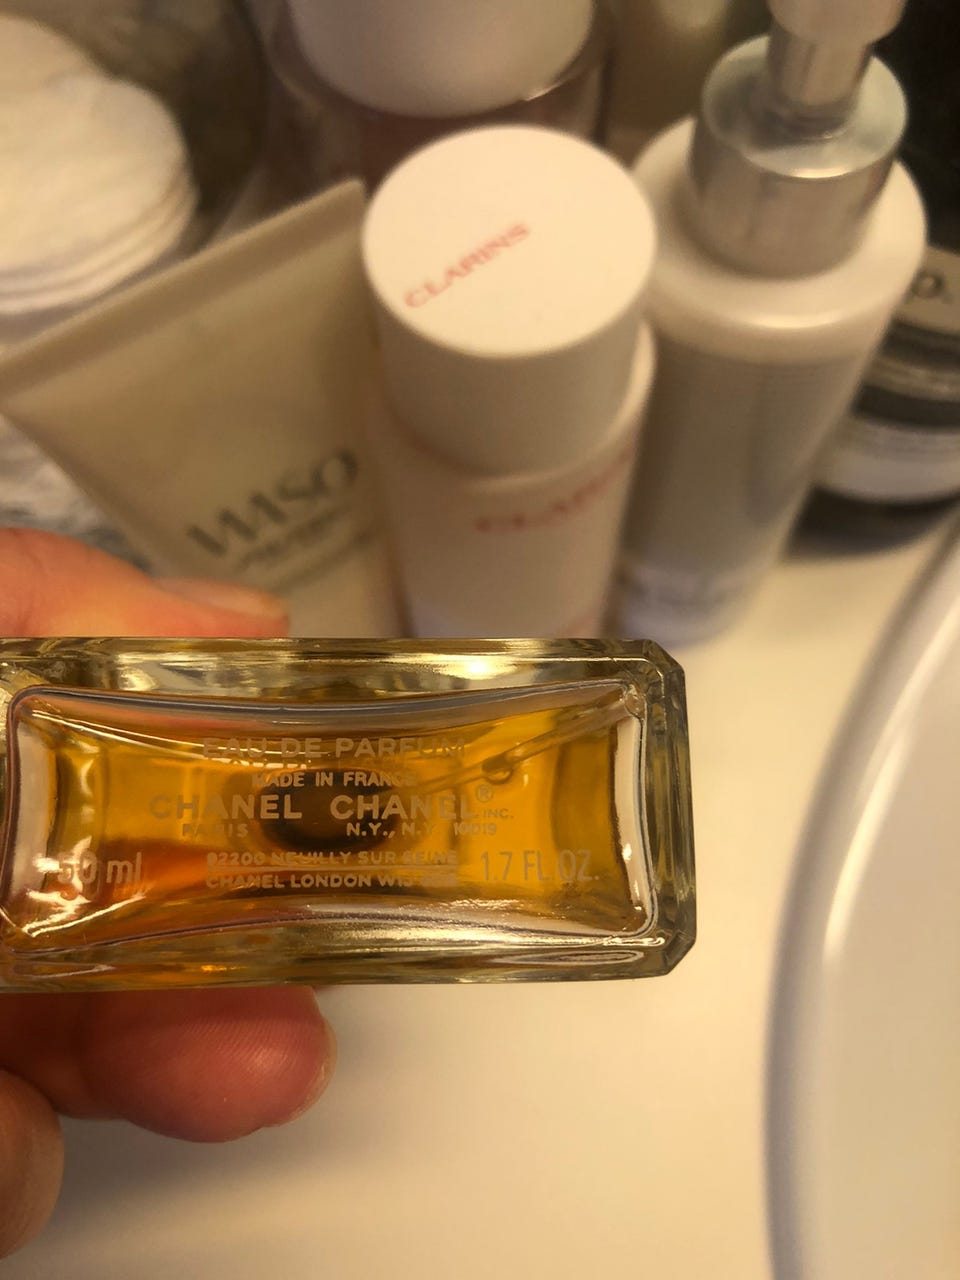 CLARINS
WASO
CLARINS
EAU DE PARFUM
MADE IN FRANCE
CHANEL CHANEL® INC.
PARIS N.Y., N.Y. 10019
50 ml 92200 NEUILLY SUR SEINE 1.7 FL. OZ.
CHANEL LONDON